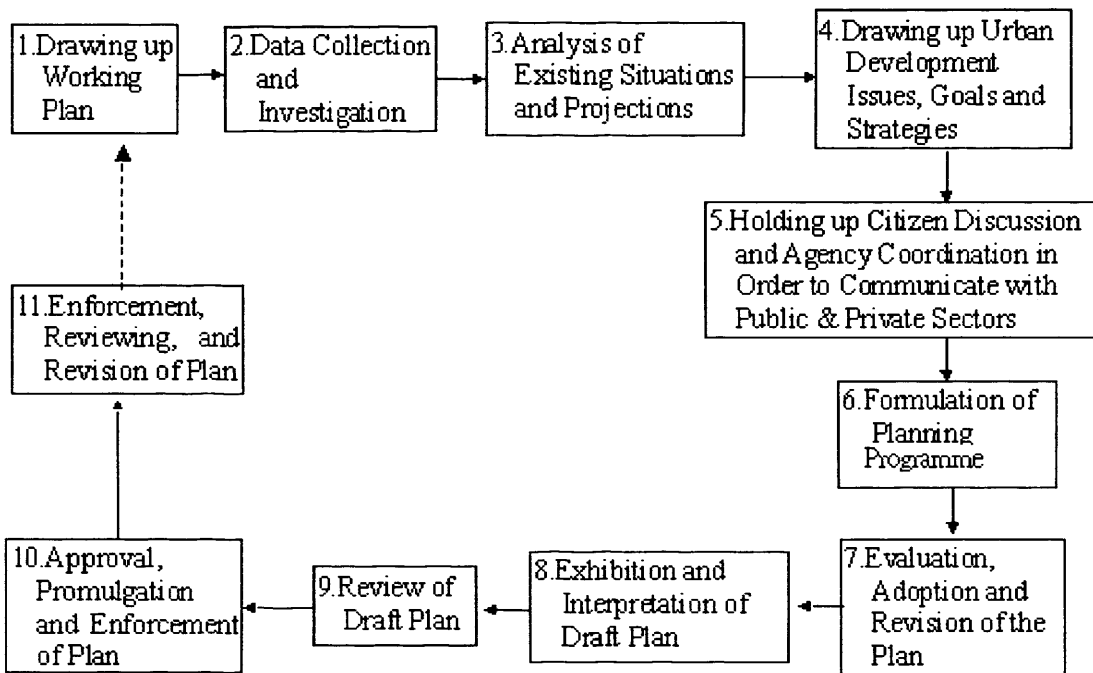 1.Drawing up
Working
Plan
2.Data Collection
and
Investigation
3.Analysis of
Existing Situations
and Projections
4.Drawing up Urban
Development
Issues, Goals and
Strategies
5.Holding up Citizen Discussion
and Agency Coordination in
Order to Communicate with
Public & Private Sectors
6.Formulation of
Planning
Programme
7.Evaluation,
Adoption and
Revision of the
Plan
8.Exhibition and
Interpretation of
Draft Plan
9.Review of
Draft Plan
10.Approval,
Promulgation
and Enforcement
of Plan
11.Enforcement,
Reviewing, and
Revision of Plan